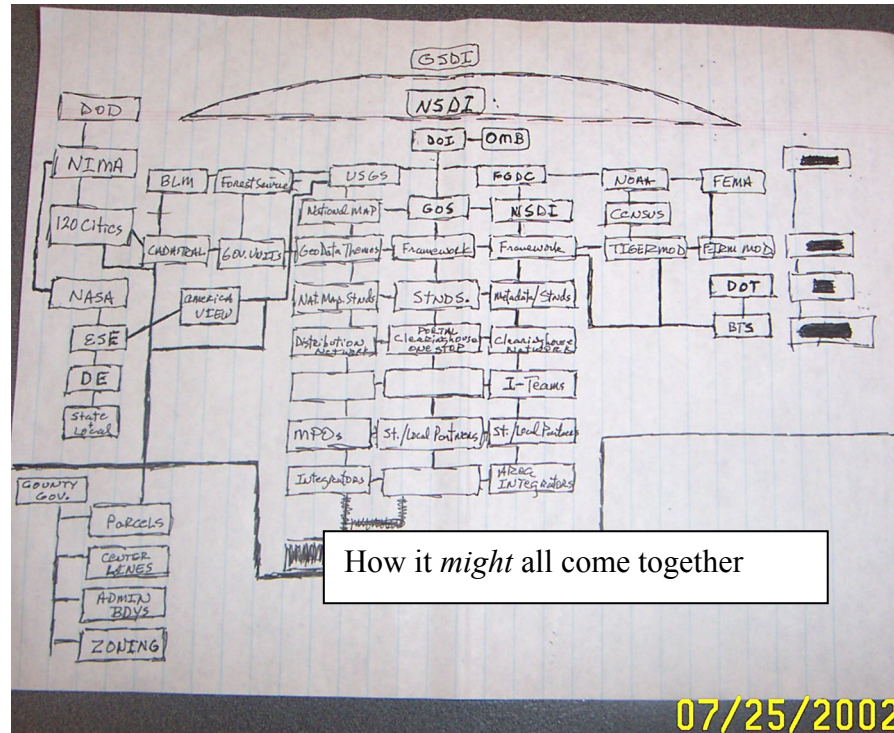 GSDI
NSDI
DOD
DOI
OMB
NIMA
BLM
Forest Service
USGS
FGDC
NOAA
FEMA
120 Cities
National MAP
GOS
NSDI
CENSUS
CADASTRAL
GOV. UNITS
GeoData Themes
Framework
Framework
TIGER MOD
FIRM MOD
NASA
AMERICA
VIEW
Nat. Map. Stnds
STNDS.
Metadata/Stnds
DOT
ESE
Distribution
Network
PORTAL
Clearinghouse
ONE STOP
Clearinghouse
NETWORK
BTS
DE
I-Teams
State
Local
MPOs
St./Local Partners
St./Local Partners
COUNTY
GOV.
INTEGRATORS
AREA
INTEGRATORS
PARCELS
CENTER
LINES
ADMIN
BDYS
ZONING
How it might all come together
07/25/2002